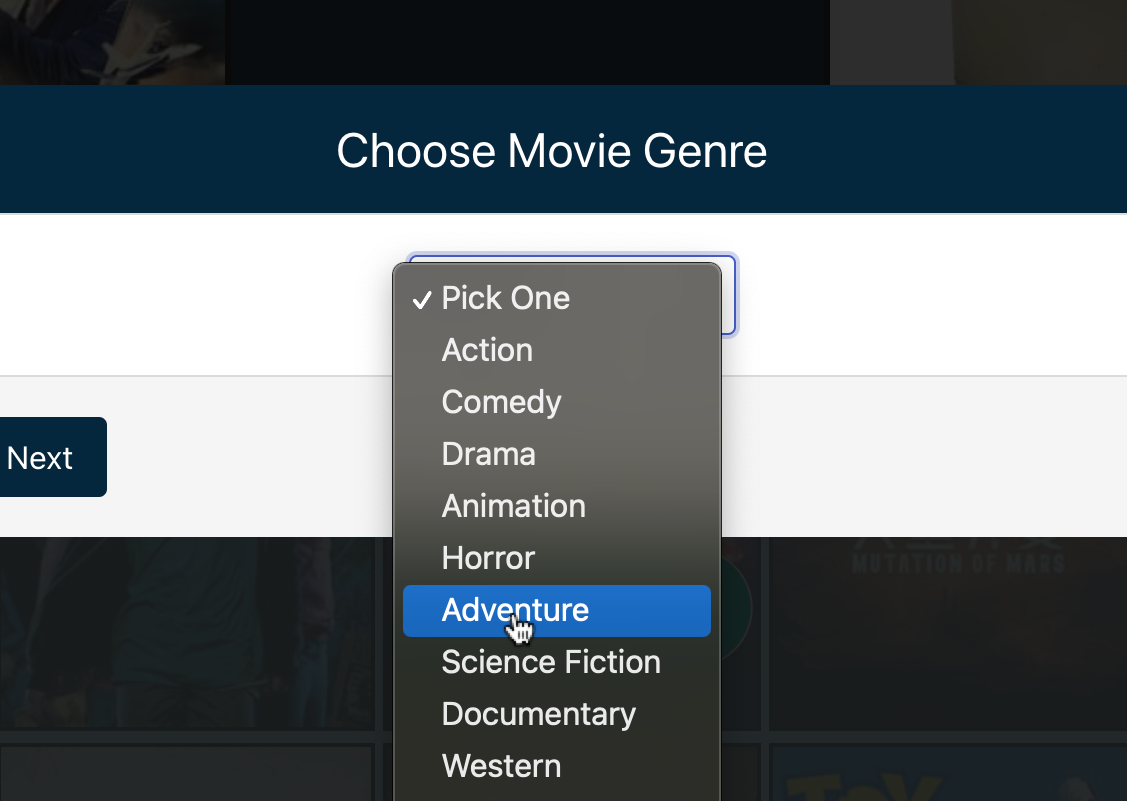 Choose Movie Genre
✓ Pick One
Action
Comedy
Drama
Animation
Horror
Adventure
Science Fiction
Documentary
Western
Next
MUTATION OF MARS
TOY